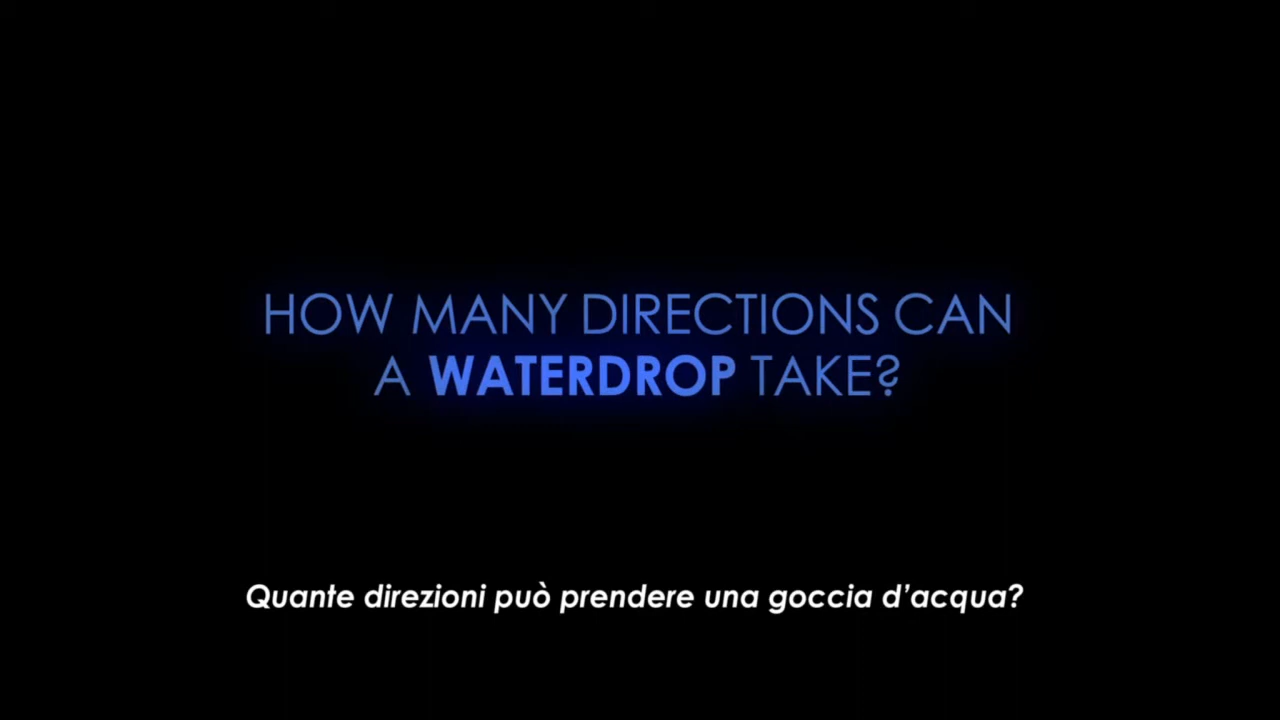 HOW MANY DIRECTIONS CAN
A WATERDROP TAKE?
Quante direzioni può prendere una goccia d'acqua?